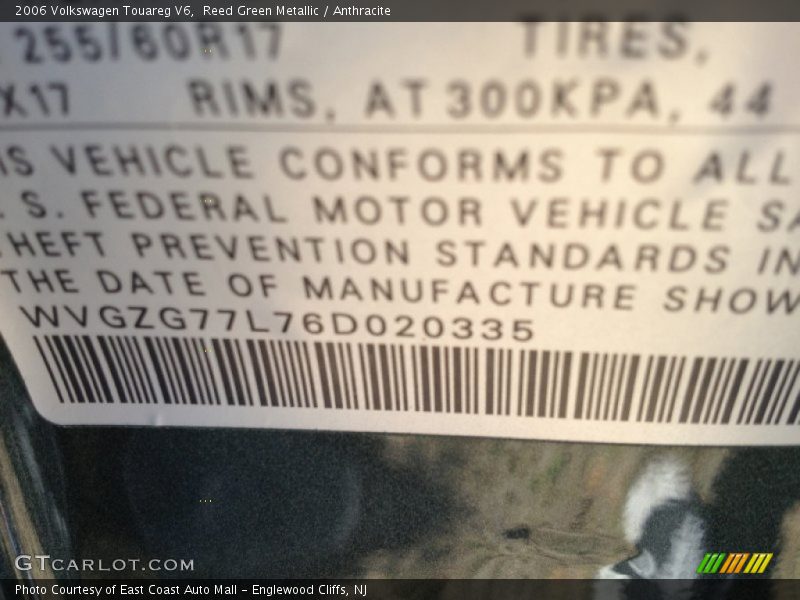 2006 Volkswagen Touareg V6,  Reed Green Metallic / Anthracite
255/60R17 TIRES,
X17 RIMS, AT 300KPA, 44
IS VEHICLE CONFORMS TO ALL
. S. FEDERAL MOTOR VEHICLE SA
HEFT PREVENTION STANDARDS IN
THE DATE OF MANUFACTURE SHOW
WVGZG77L76D020335
GTCARLOT.COM
Photo Courtesy of East Coast Auto Mall - Englewood Cliffs, NJ